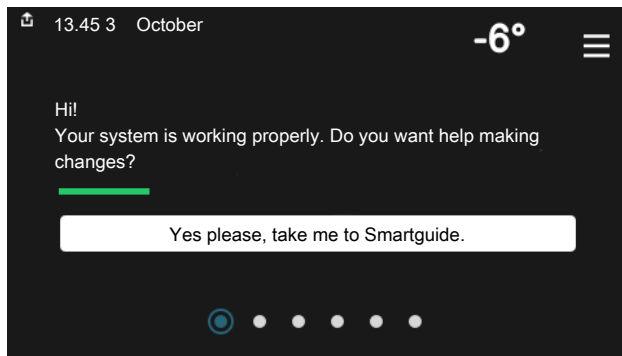 13.45 3 October
-6°
Hi!
Your system is working properly. Do you want help making
changes?
Yes please, take me to Smartguide.